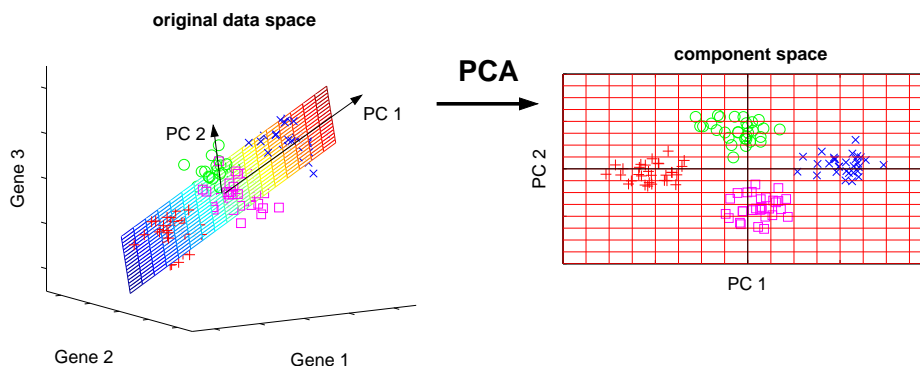 original data space
PCA
component space
PC 1
PC 2
Gene 3
PC 2
Gene 2
Gene 1
PC 1